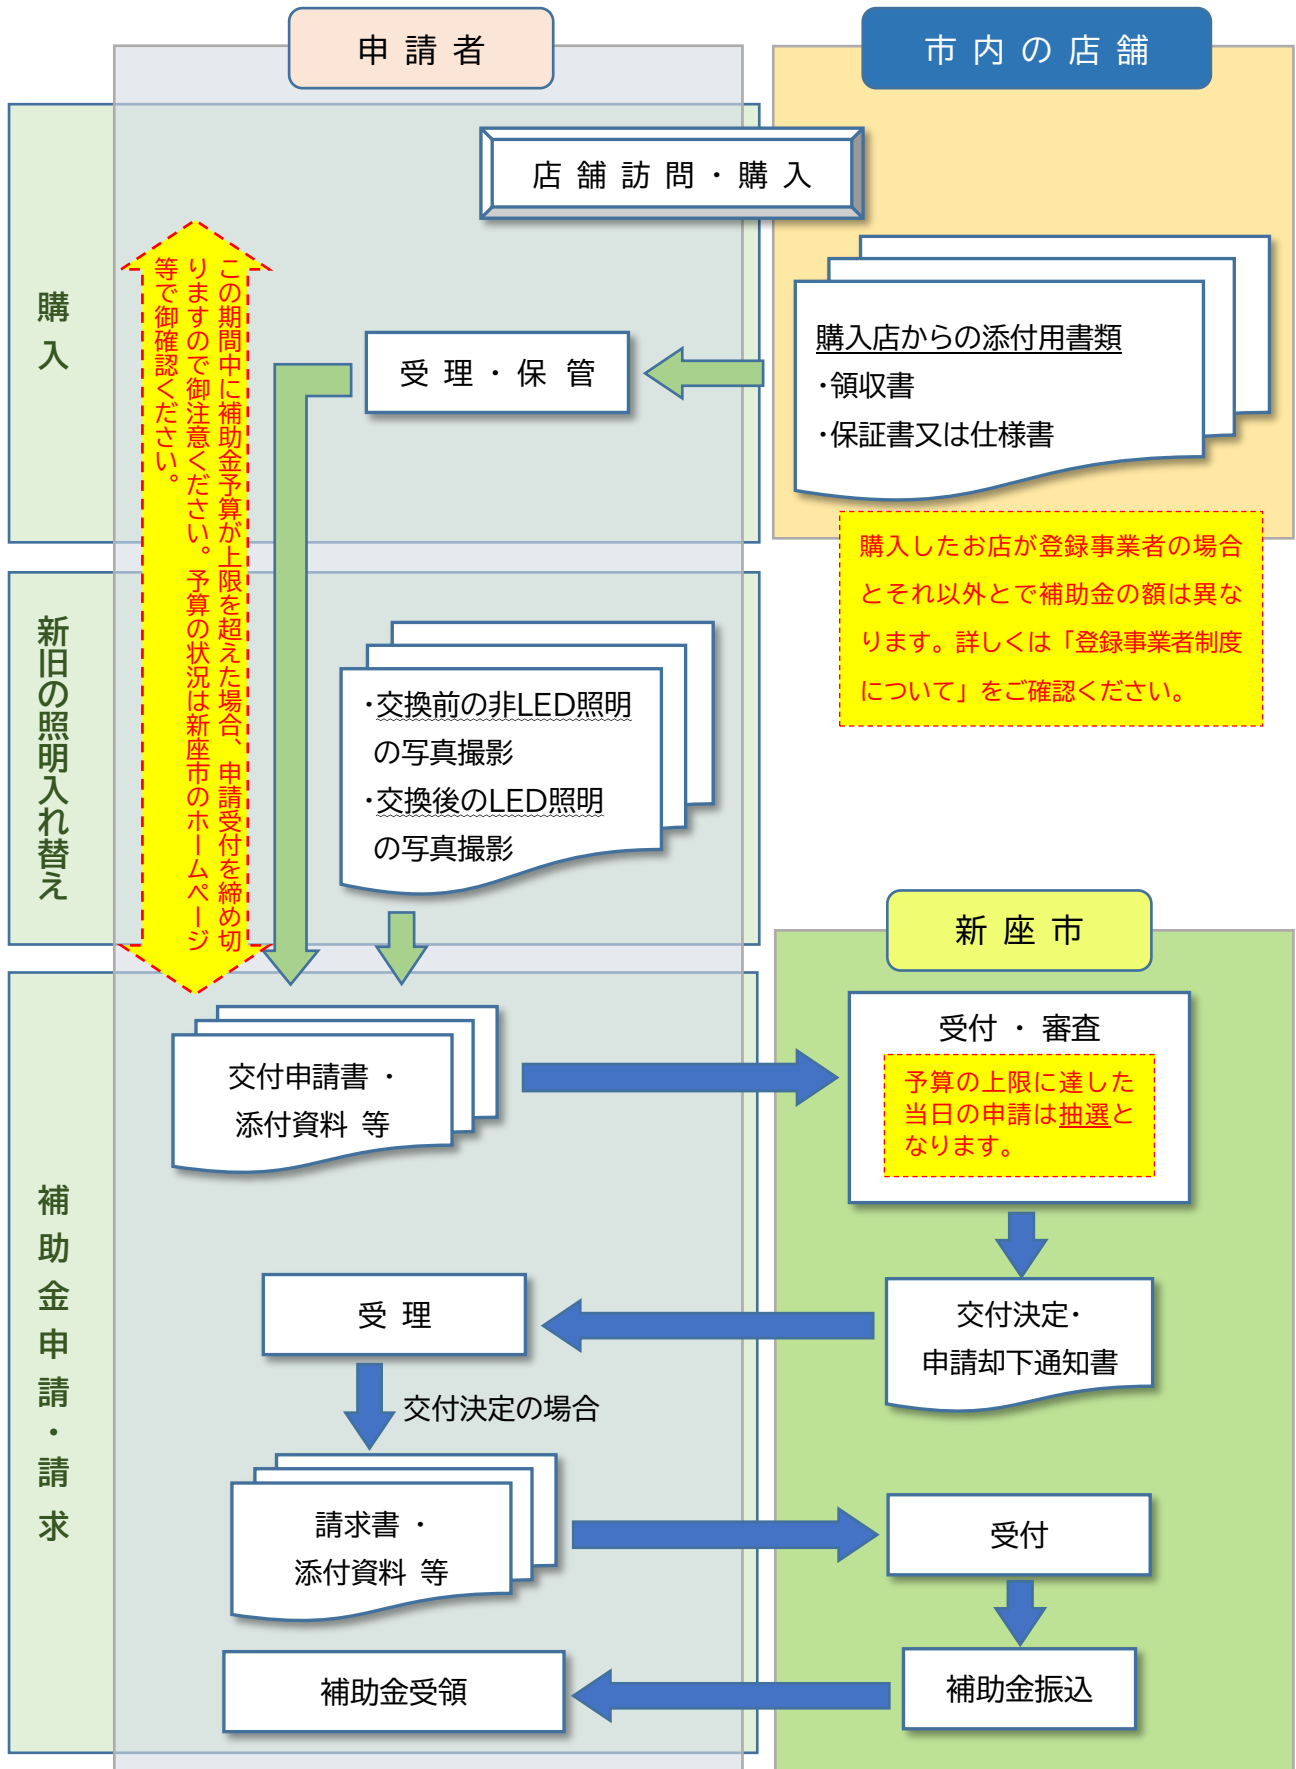 申請者
市内の店舗
購入
店舗訪問・購入
この期間中に補助金予算が上限を超えた場合、申請受付を締め切
りますので御注意ください。予算の状況は新座市のホームページ
等で御確認ください。
受理・保管
購入店からの添付用書類
・領収書
・保証書又は仕様書
購入したお店が登録事業者の場合
とそれ以外とで補助金の額は異な
ります。詳しくは「登録事業者制度
について」をご確認ください。
新旧の照明入れ替え
・交換前の非LED照明
の写真撮影
・交換後のLED照明
の写真撮影
新座市
補助金申請・請求
交付申請書・
添付資料 等
受付・審査
予算の上限に達した
当日の申請は抽選と
なります。
受理
交付決定・
申請却下通知書
交付決定の場合
請求書・
添付資料 等
受付
補助金受領
補助金振込